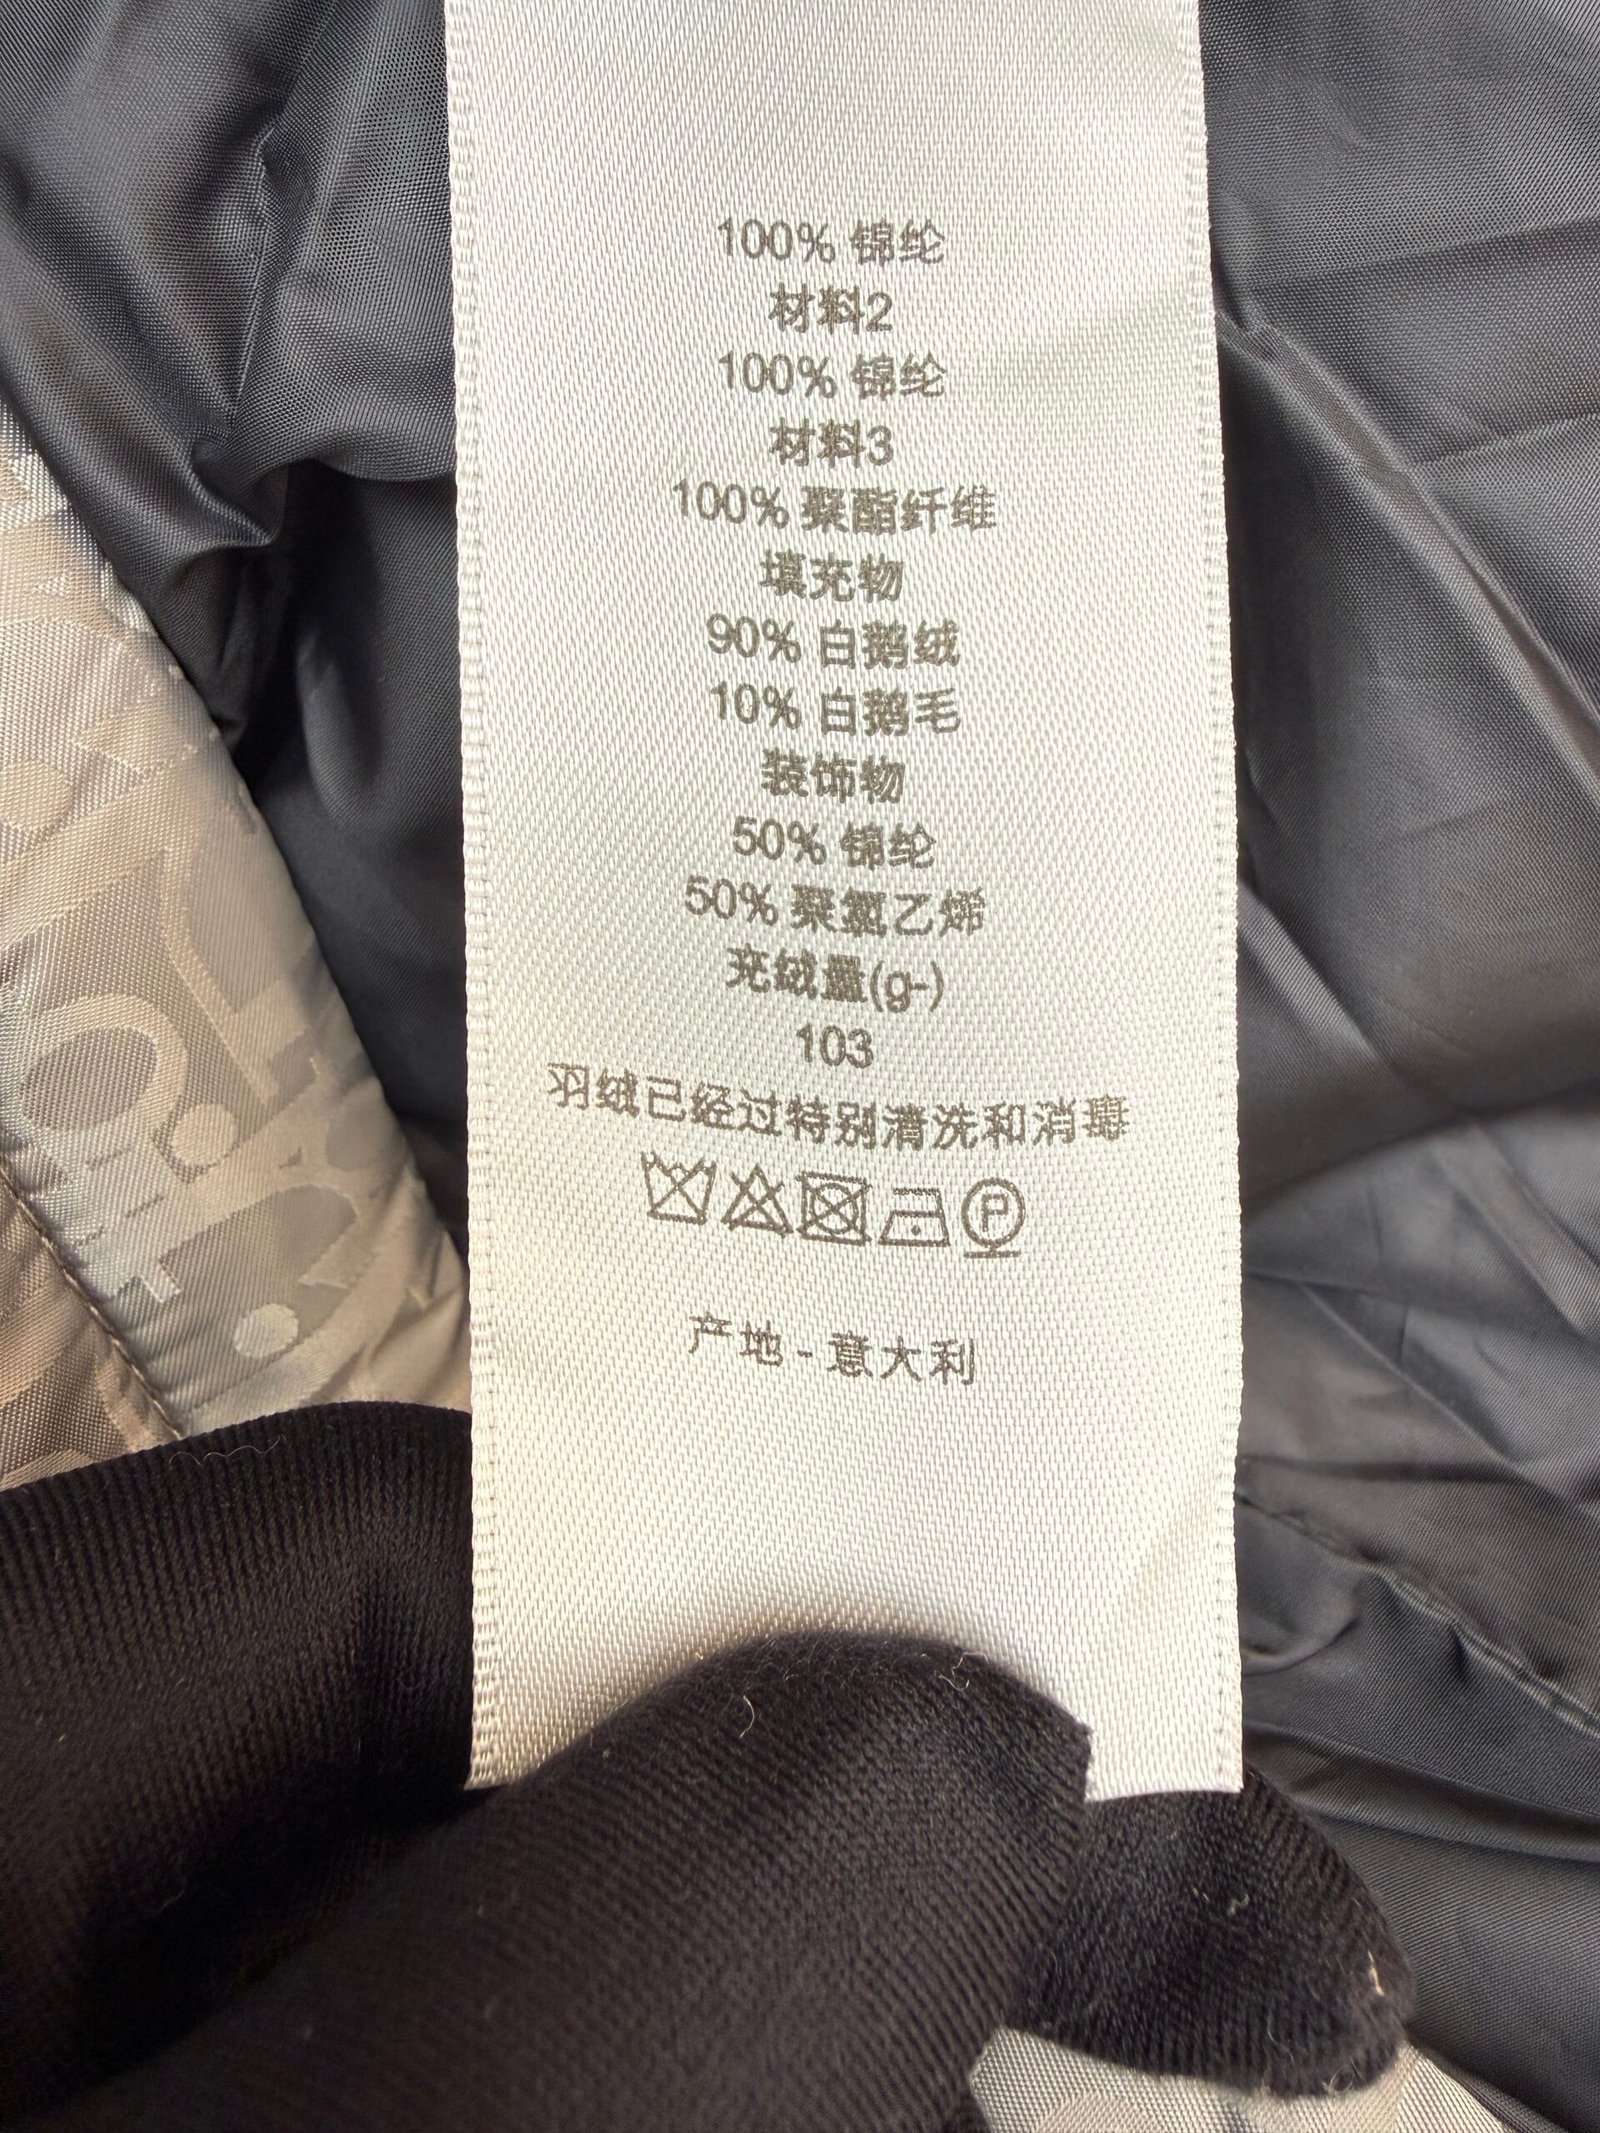 100% 锦纶
材料2
100% 锦纶
材料3
100% 聚酯纤维
填充物
90% 白鹅绒
10% 白鹅毛
装饰物
50% 锦纶
50% 聚氯乙烯
充绒量(g-)
103
羽绒已经过特别清洗和消毒
P
产地 - 意大利